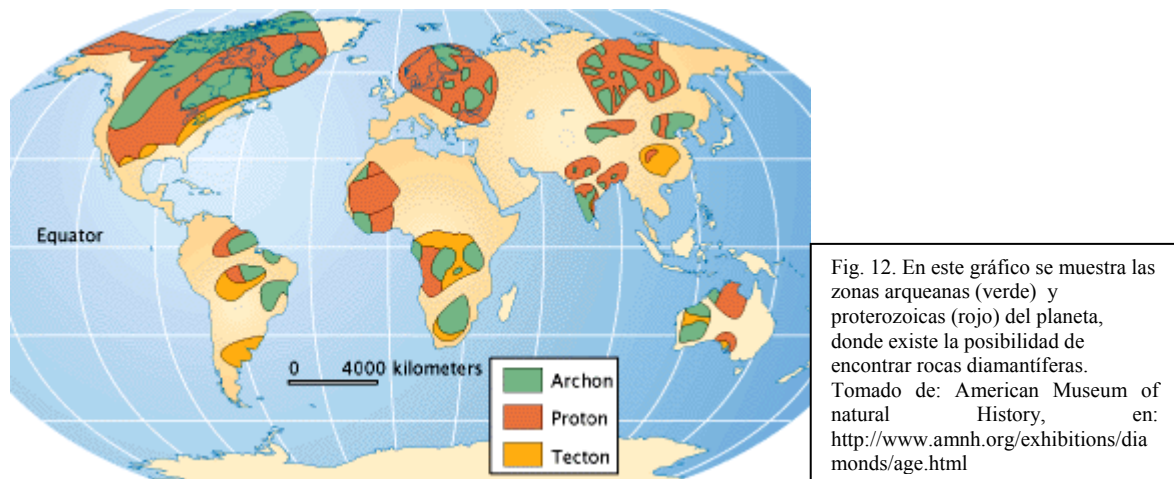 Equator
0 4000 kilometers
Archon
Proton
Tecton
Fig. 12. En este gráfico se muestra las
zonas arqueanas (verde) y
proterozoicas (rojo) del planeta,
donde existe la posibilidad de
encontrar rocas diamantíferas.
Tomado de: American Museum of
natural History, en:
http://www.amnh.org/exhibitions/dia
monds/age.html